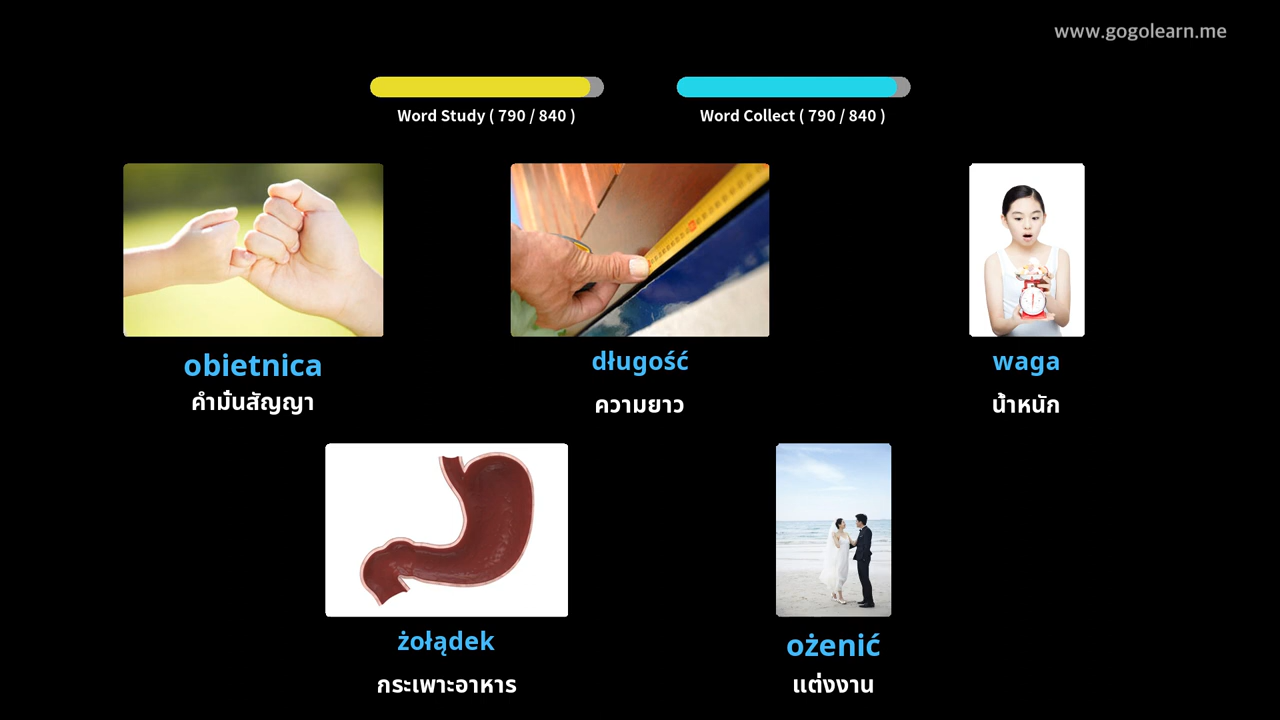 www.gogolearn.me
Word Study ( 790 / 840 )
Word Collect ( 790 / 840 )
obietnica
คำมั่นสัญญา
długość
ความยาว
waga
น้ำหนัก
żołądek
กระเพาะอาหาร
ożenić
แต่งงาน